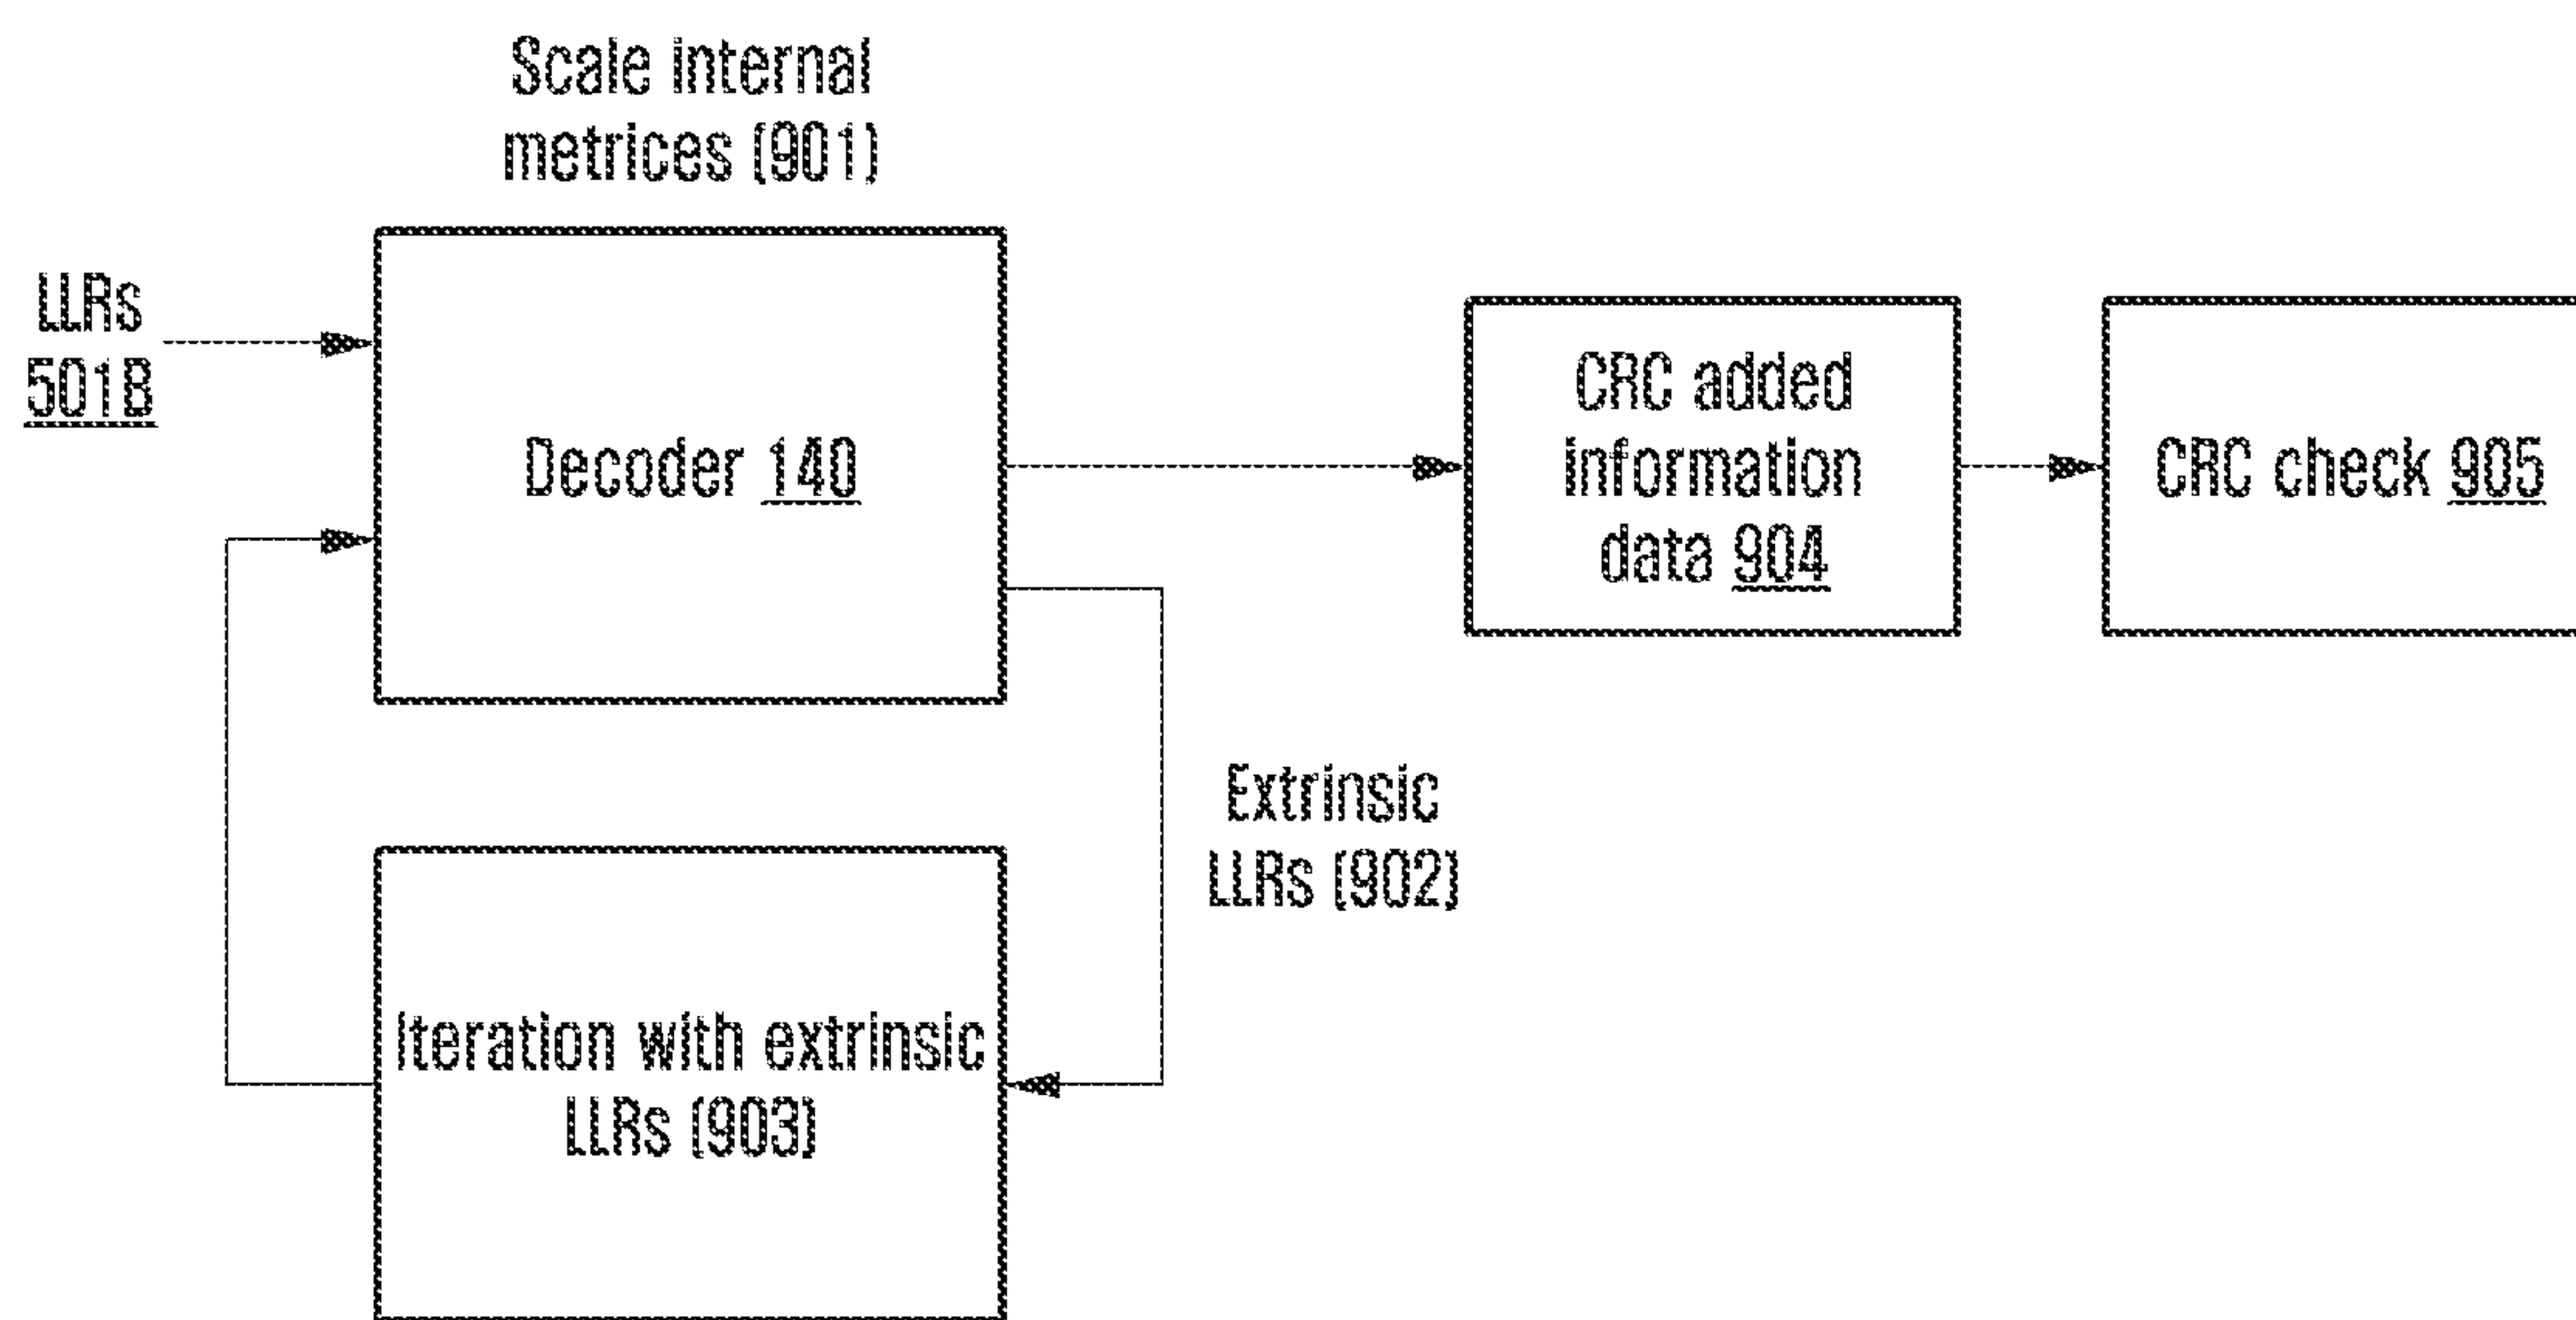 Scale internal
metrices (901)
LLRs
501B
Decoder 140
CRC added
information
data 904
CRC check 905
Extrinsic
LLRs (902)
Iteration with extrinsic
LLRs (903)